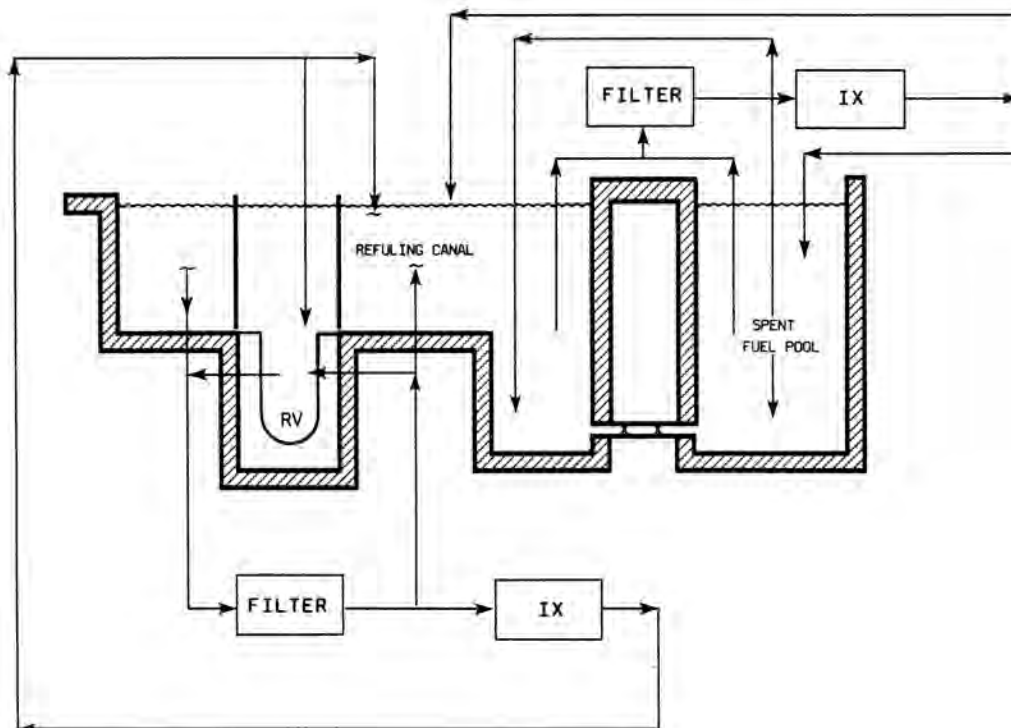 FILTER
IX
REFULING CANAL
SPENT
FUEL POOL
RV
FILTER
IX